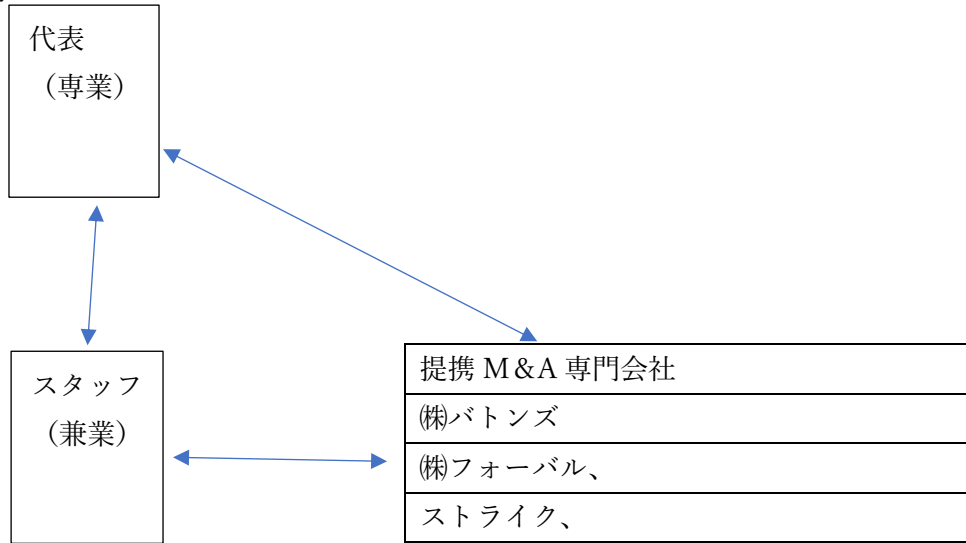 代表
（専業）
スタッフ
（兼業）
提携 M＆A 専門会社
㈱バトンズ
㈱フォーバル、
ストライク、